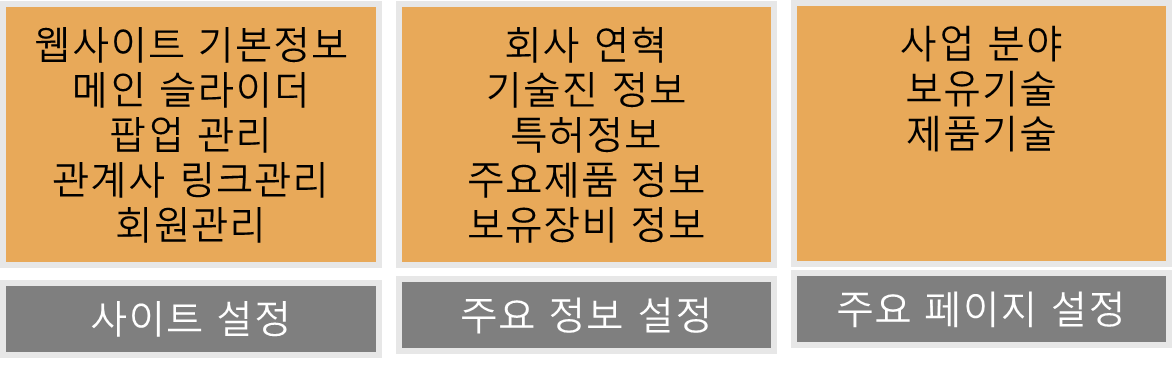 웹사이트 기본정보
메인 슬라이더
팝업 관리
관계사 링크관리
회원관리
사이트 설정
회사 연혁
기술진 정보
특허정보
주요제품 정보
보유장비 정보
주요 정보 설정
사업 분야
보유기술
제품기술
주요 페이지 설정